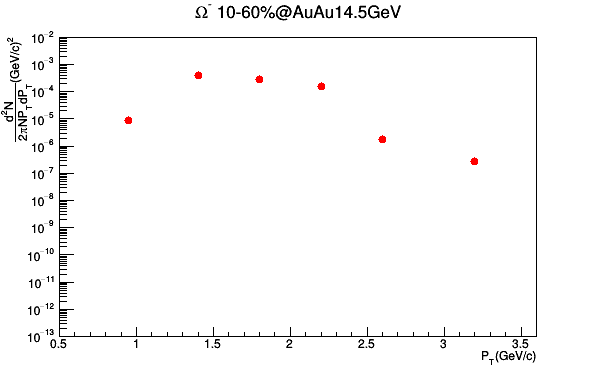 Ω⁻ 10-60%@AuAu14.5GeV
d²N
2πNP_T dP_T
(GeV/c)²
10⁻²
10⁻³
10⁻⁴
10⁻⁵
10⁻⁶
10⁻⁷
10⁻⁸
10⁻⁹
10⁻¹⁰
10⁻¹¹
10⁻¹²
10⁻¹³
0.5 1 1.5 2 2.5 3 3.5
P_T(GeV/c)